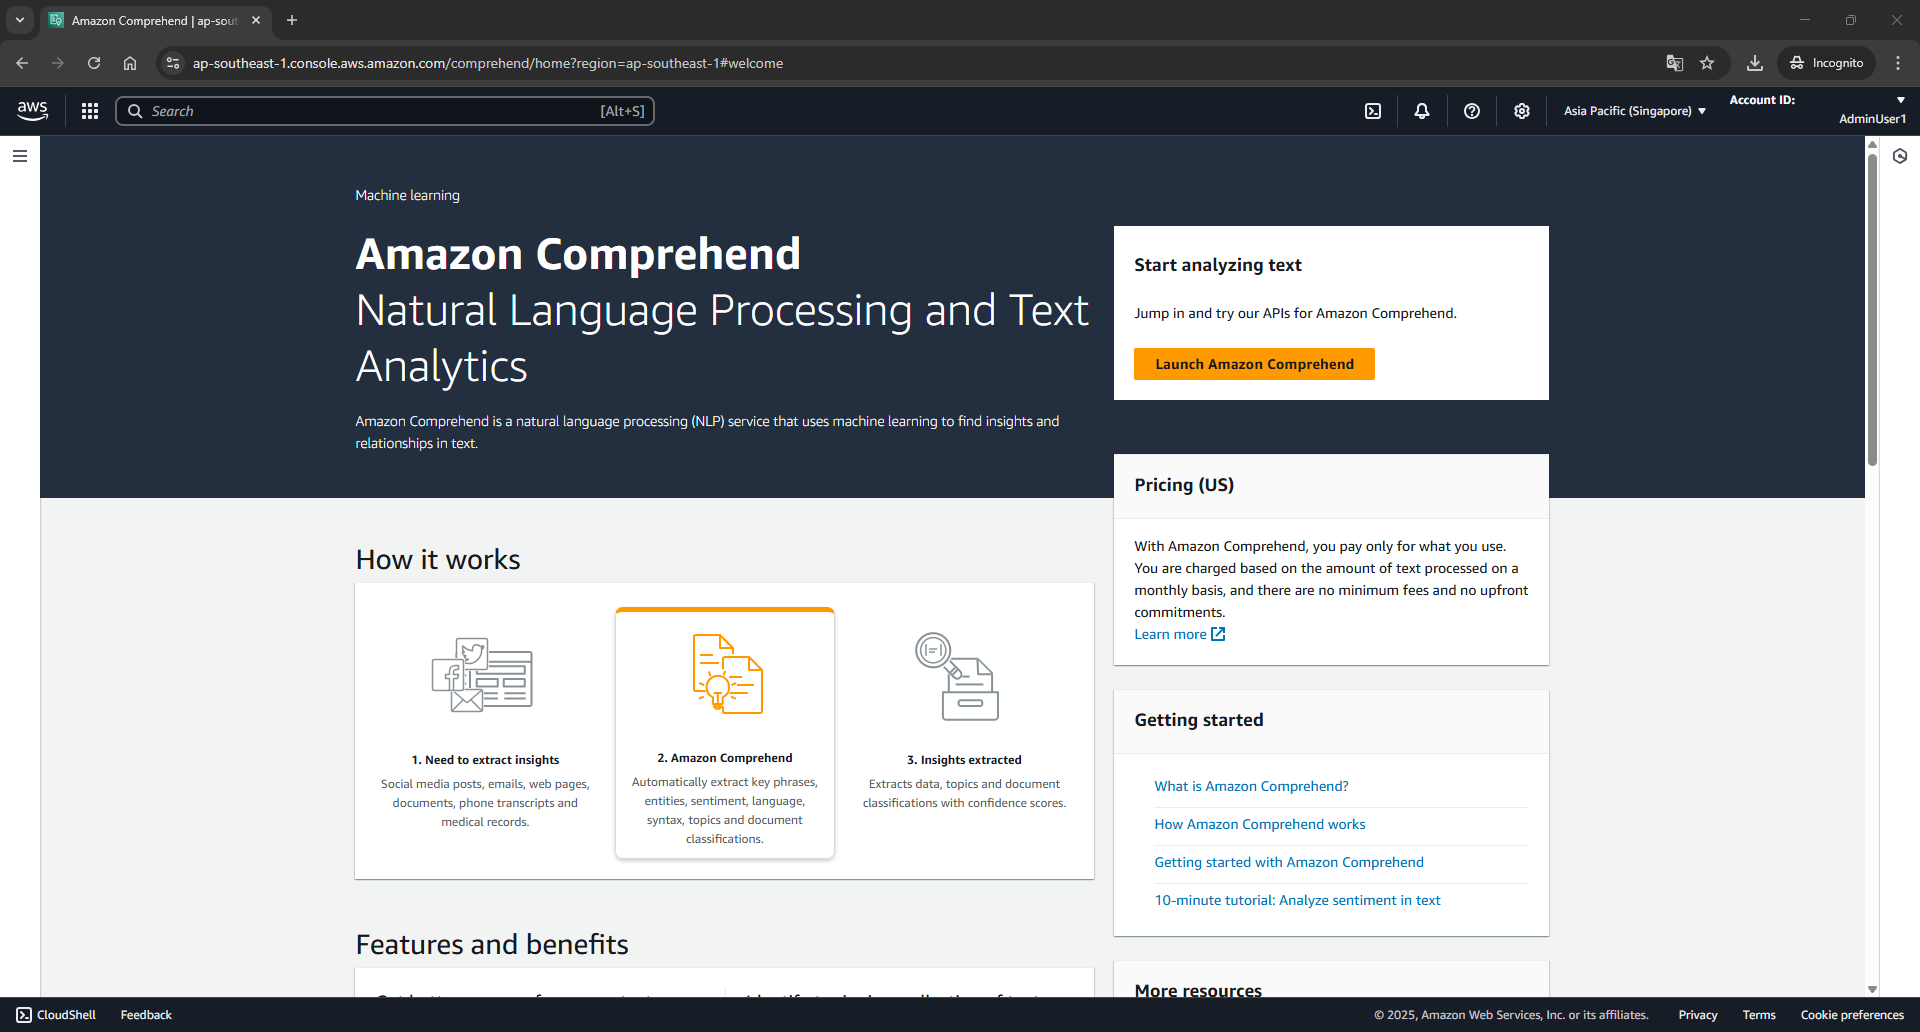 Amazon Comprehend | ap-sout
ap-southeast-1.console.aws.amazon.com/comprehend/home?region=ap-southeast-1#welcome
Incognito
aws
Search
[Alt+S]
Asia Pacific (Singapore)
Account ID:
AdminUser1
Machine learning
Amazon Comprehend
Natural Language Processing and Text
Analytics
Amazon Comprehend is a natural language processing (NLP) service that uses machine learning to find insights and
relationships in text.
Start analyzing text
Jump in and try our APIs for Amazon Comprehend.
Launch Amazon Comprehend
Pricing (US)
With Amazon Comprehend, you pay only for what you use.
You are charged based on the amount of text processed on a
monthly basis, and there are no minimum fees and no upfront
commitments.
Learn more
How it works
1. Need to extract insights
Social media posts, emails, web pages,
documents, phone transcripts and
medical records.
2. Amazon Comprehend
Automatically extract key phrases,
entities, sentiment, language,
syntax, topics and document
classifications.
3. Insights extracted
Extracts data, topics and document
classifications with confidence scores.
Getting started
What is Amazon Comprehend?
How Amazon Comprehend works
Getting started with Amazon Comprehend
10-minute tutorial: Analyze sentiment in text
Features and benefits
More resources
CloudShell
Feedback
© 2025, Amazon Web Services, Inc. or its affiliates.
Privacy
Terms
Cookie preferences